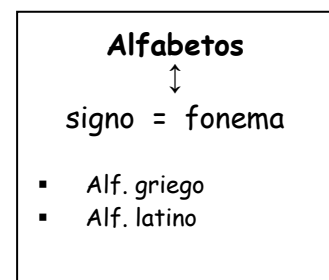 Alfabetos
↕
signo = fonema
▪ Alf. griego
▪ Alf. latino